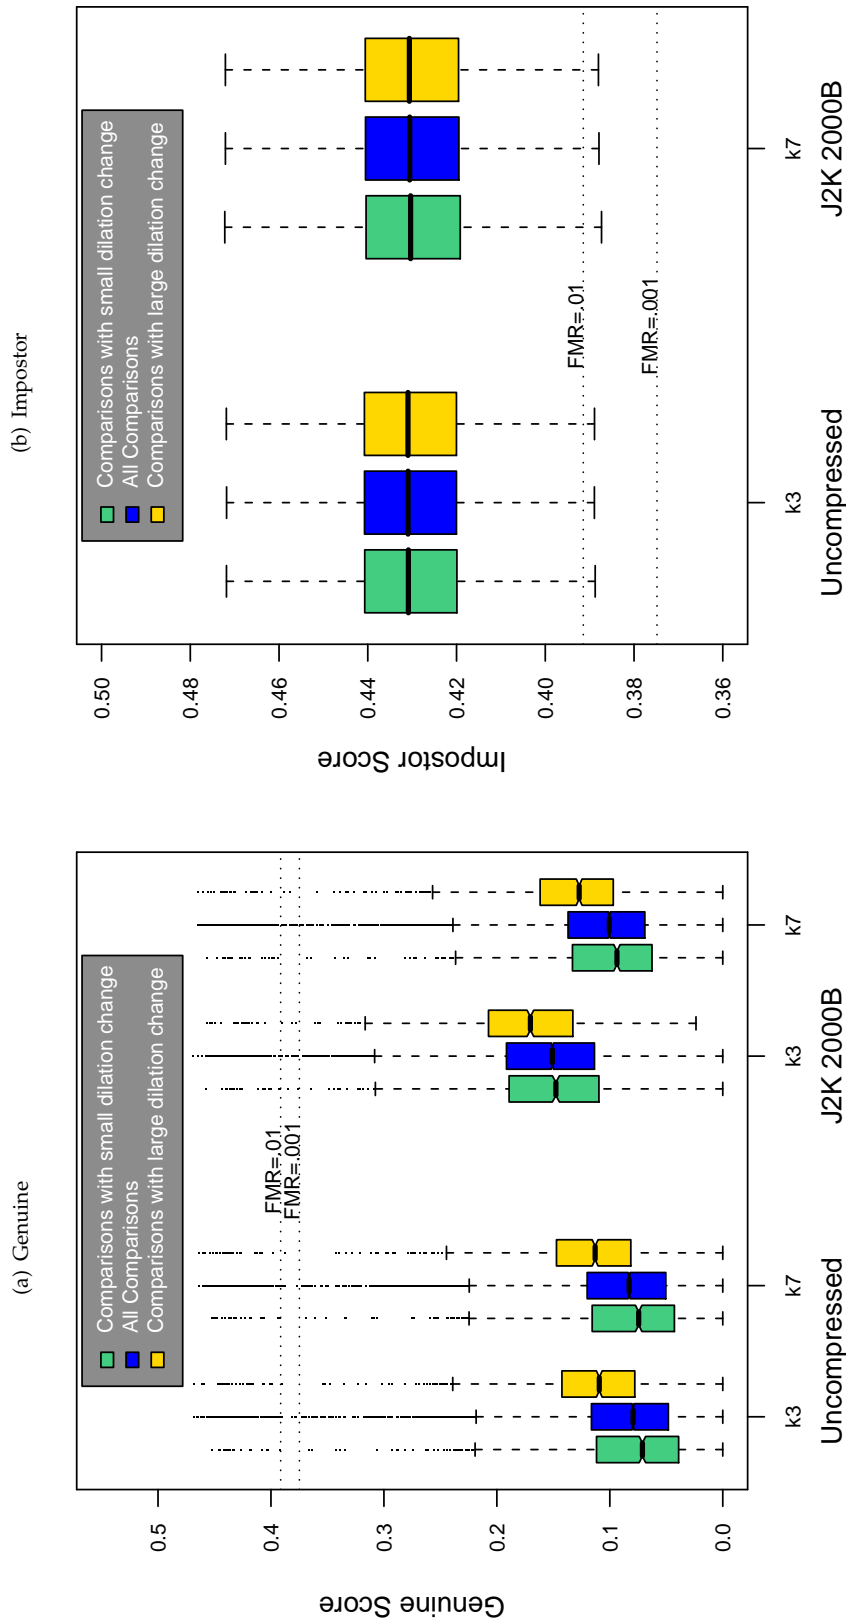 (a) Genuine
Comparisons with small dilation change
All Comparisons
Comparisons with large dilation change
FMR=.01
FMR=.001
Genuine Score
0.5
0.4
0.3
0.2
0.1
0.0
k3
k7
k3
k7
Uncompressed
J2K 2000B
(b) Impostor
Comparisons with small dilation change
All Comparisons
Comparisons with large dilation change
FMR=.01
FMR=.001
Impostor Score
0.50
0.48
0.46
0.44
0.42
0.40
0.38
0.36
k3
k7
Uncompressed
J2K 2000B